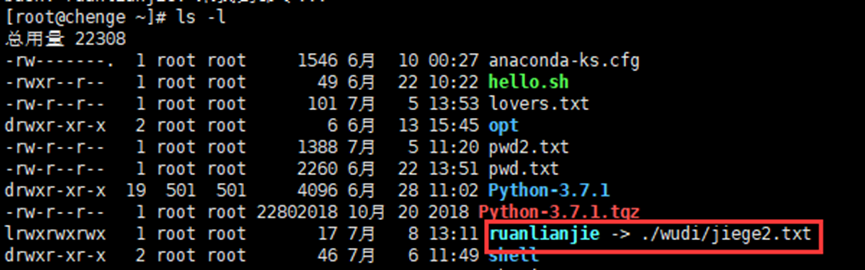 [root@chenge ~]# ls -l
总用量 22308
-rw-------. 1 root root 1546 6月 10 00:27 anaconda-ks.cfg
-rwxr--r-- 1 root root 49 6月 22 10:22 hello.sh
-rw-r--r-- 1 root root 101 7月 5 13:53 lovers.txt
drwxr-xr-x 2 root root 6 6月 13 15:45 opt
-rw-r--r-- 1 root root 1388 7月 5 11:20 pwd2.txt
-rw-r--r-- 1 root root 2260 6月 22 13:51 pwd.txt
drwxr-xr-x 19 501 501 4096 6月 28 11:02 Python-3.7.1
-rw-r--r-- 1 root root 22802018 10月 20 2018 Python-3.7.1.tgz
lrwxrwxrwx 1 root root 17 7月 8 13:11 ruanlianjie -> ./wudi/jiege2.txt
drwxr-xr-x 2 root root 46 7月 6 11:49 shell